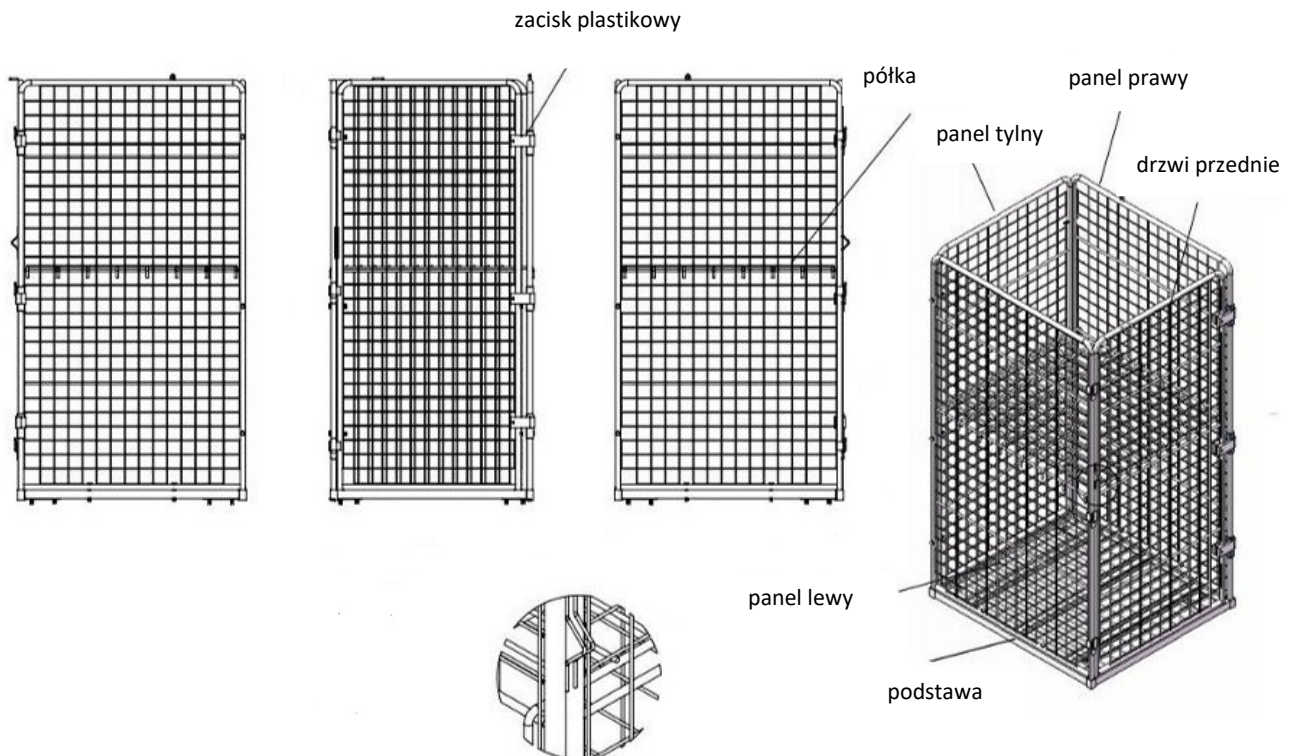 zacisk plastikowy
półka
panel prawy
panel tylny
drzwi przednie
panel lewy
podstawa